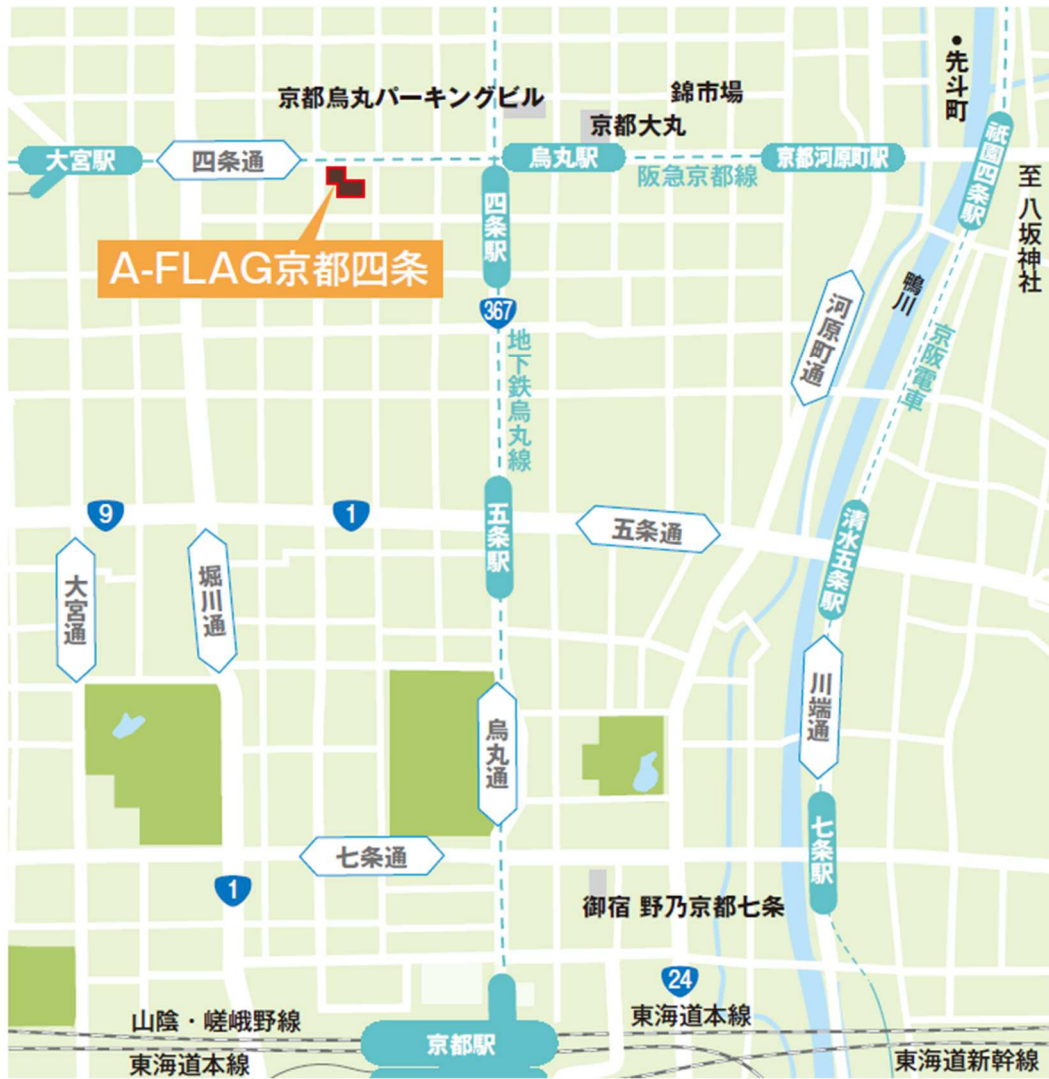 先斗町
京都烏丸パーキングビル
錦市場
京都大丸
大宮駅
四条通
烏丸駅
京都河原町駅
阪急京都線
祇園四条駅
至 八坂神社
四条駅
A-FLAG京都四条
367
地下鉄烏丸線
河原町通
鴨川
京阪電車
9
1
五条駅
五条通
清水五条駅
大宮通
堀川通
川端通
烏丸通
七条通
七条駅
1
御宿 野乃京都七条
24
山陰・嵯峨野線
東海道本線
京都駅
東海道本線
東海道新幹線